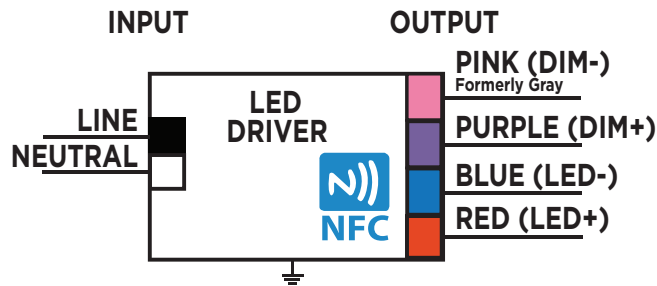 INPUT
OUTPUT
LINE
NEUTRAL
LED
DRIVER
NFC
PINK (DIM-)
Formerly Gray
PURPLE (DIM+)
BLUE (LED-)
RED (LED+)